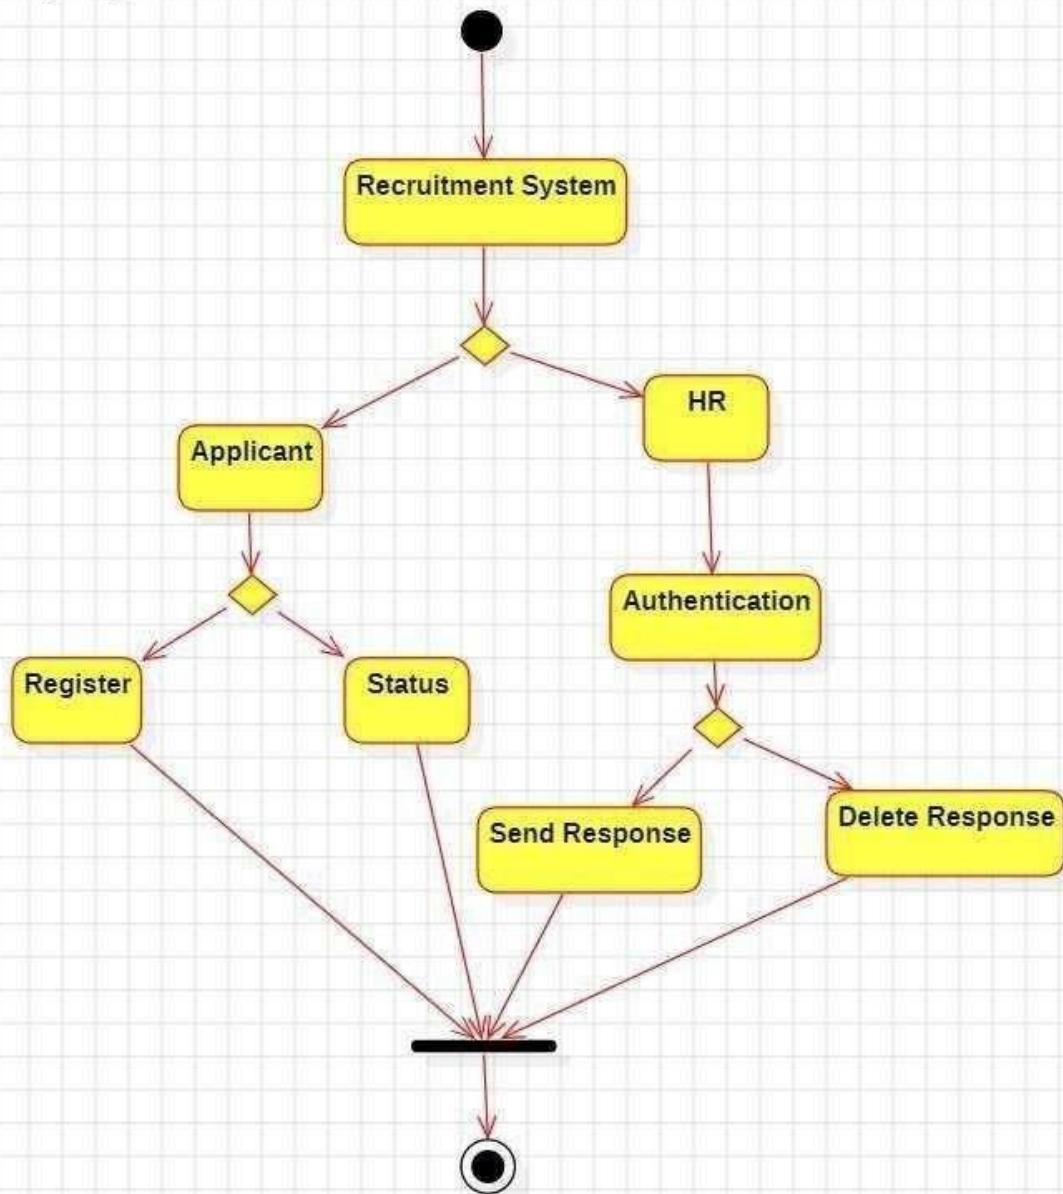 Recruitment System
HR
Applicant
Authentication
Register
Status
Send Response
Delete Response